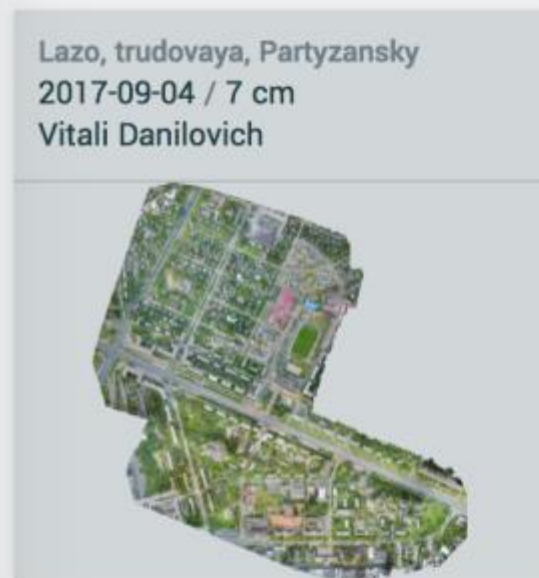 Lazo, trudovaya, Partyzansky
2017-09-04 / 7 cm
Vitali Danilovich